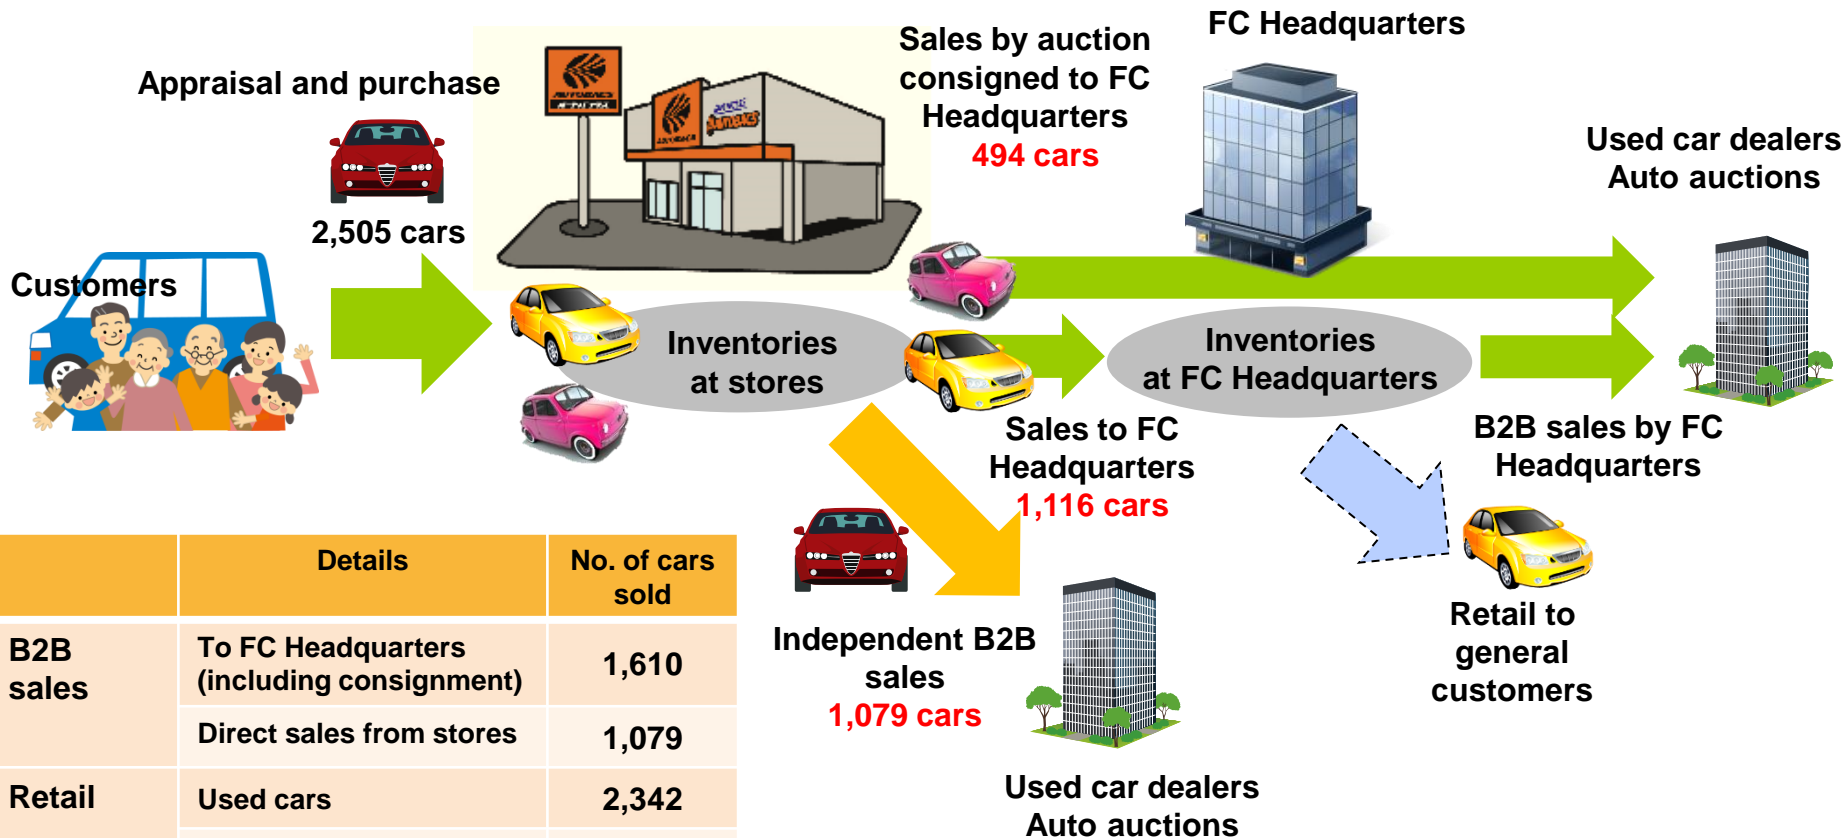 FC Headquarters
Sales by auction
consigned to FC
Headquarters
494 cars
Appraisal and purchase
2,505 cars
Used car dealers
Auto auctions
Customers
AUTOBACS
Inventories
at stores
Inventories
at FC Headquarters
Sales to FC
Headquarters
1,116 cars
B2B sales by FC
Headquarters
Independent B2B
sales
1,079 cars
Retail to
general
customers
Used car dealers
Auto auctions
Details
No. of cars
sold
B2B
sales
To FC Headquarters
(including consignment)
1,610
Direct sales from stores
1,079
Retail
Used cars
2,342